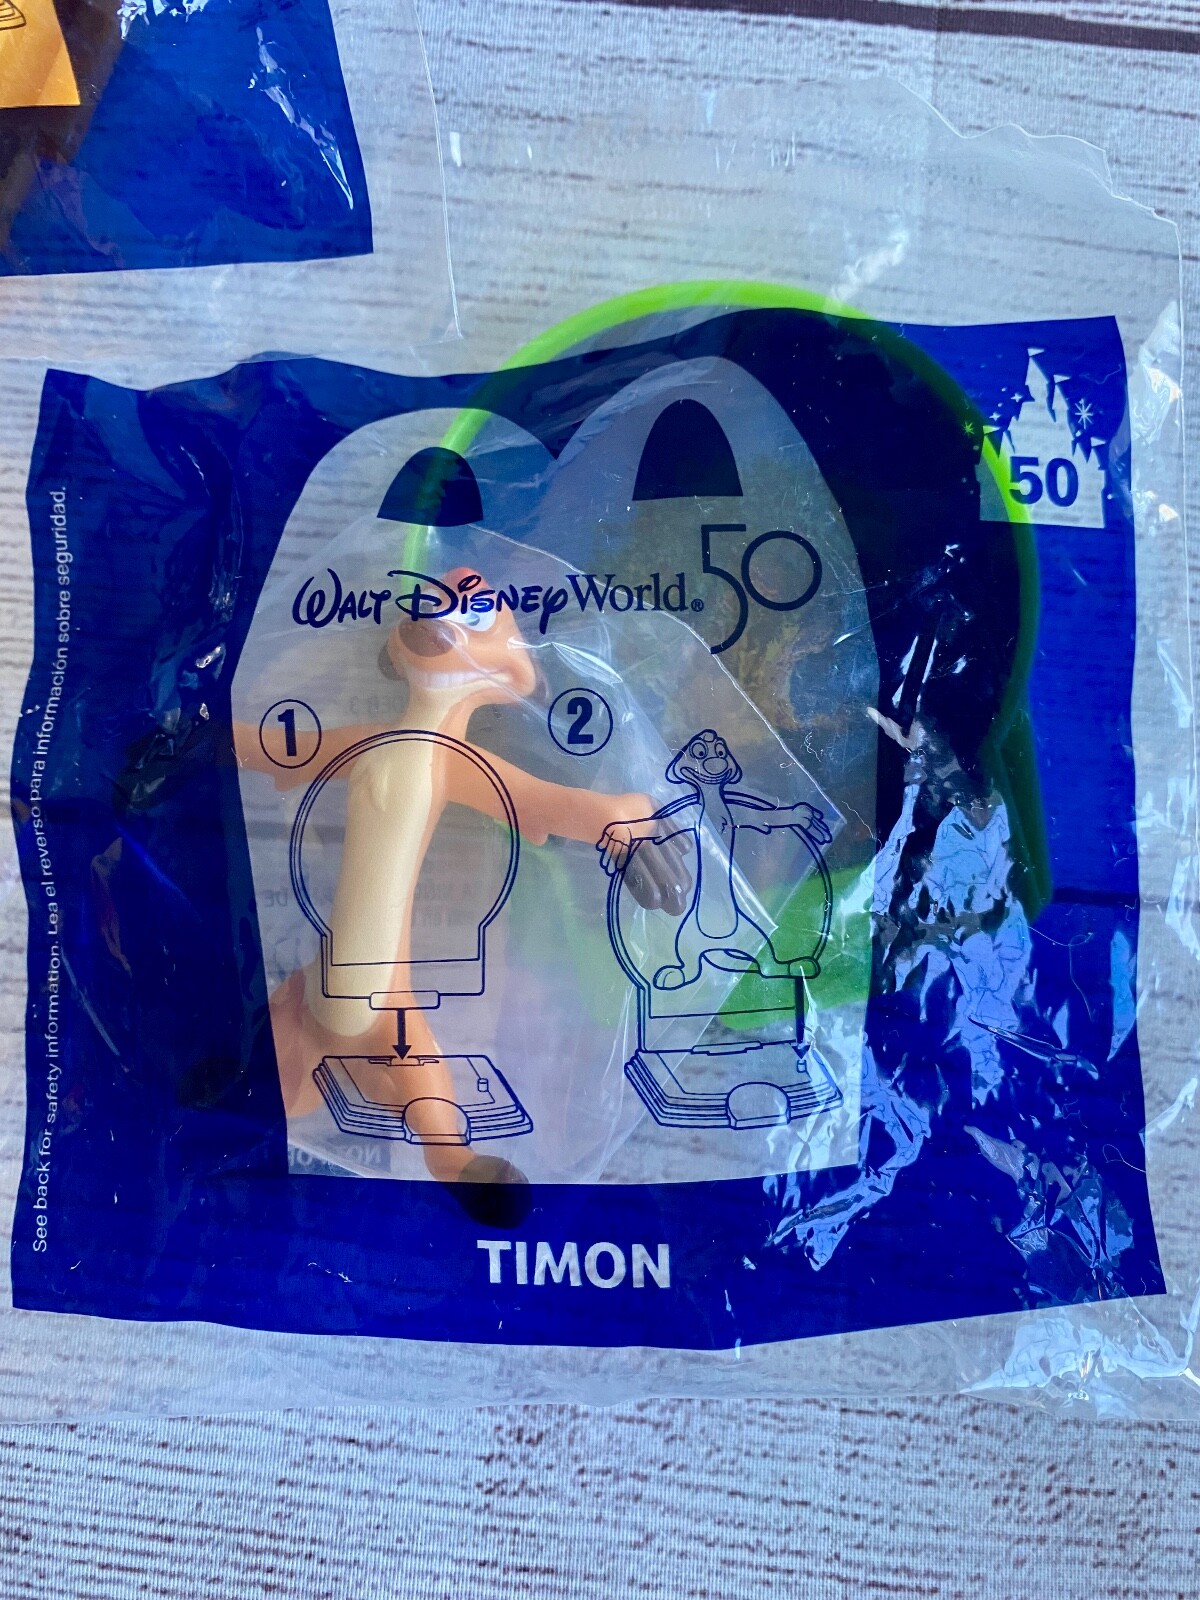 50
WALT DISNEY World® 50
1
2
TIMON
See back for safety information. Lea el reverso para información sobre seguridad.